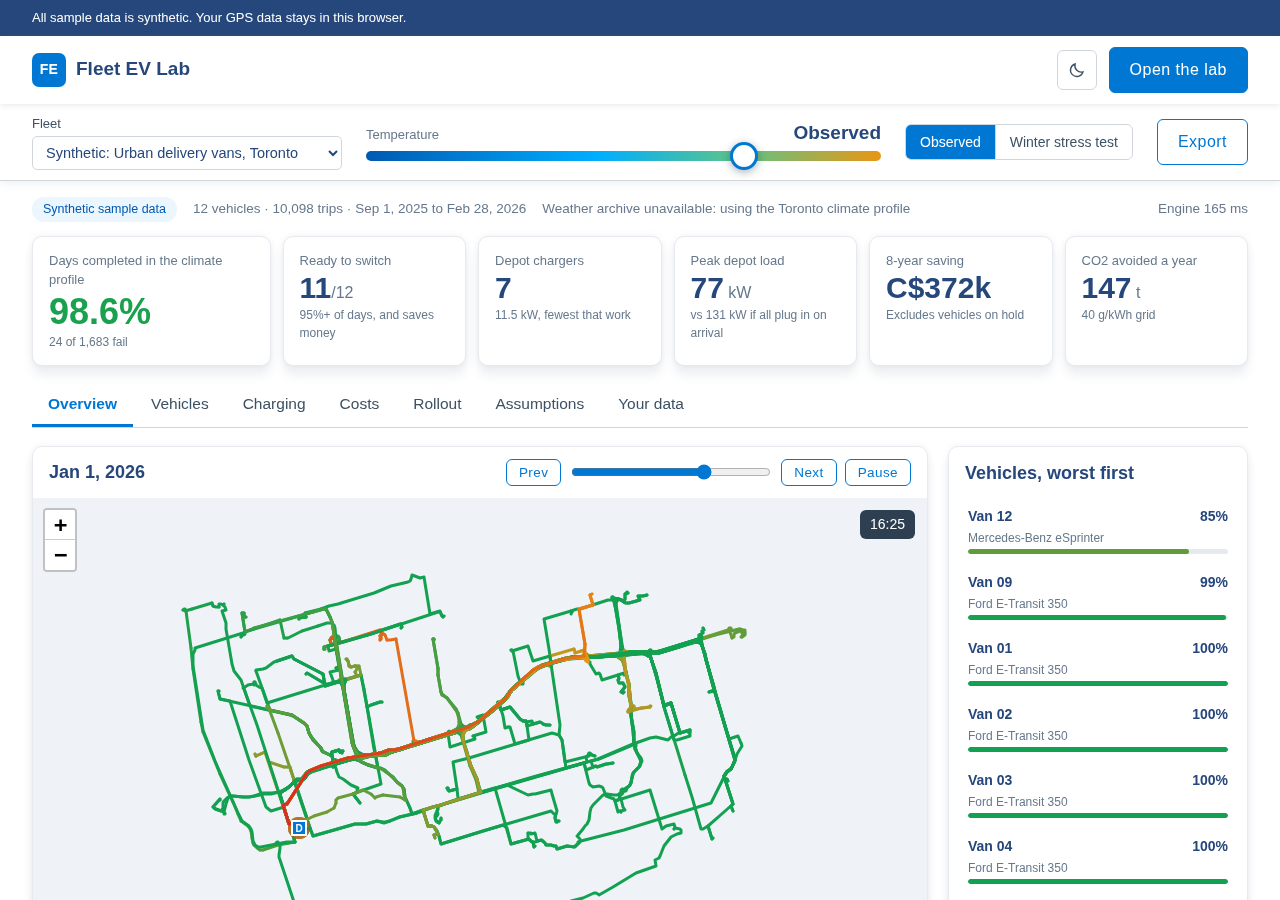 All sample data is synthetic. Your GPS data stays in this browser.
FE
Fleet EV Lab
Open the lab
Fleet
Synthetic: Urban delivery vans, Toronto
Temperature
Observed
Observed
Winter stress test
Export
Synthetic sample data
12 vehicles · 10,098 trips · Sep 1, 2025 to Feb 28, 2026
Weather archive unavailable: using the Toronto climate profile
Engine 165 ms
Days completed in the climate
profile
98.6%
24 of 1,683 fail
Ready to switch
11/12
95%+ of days, and saves
money
Depot chargers
7
11.5 kW, fewest that work
Peak depot load
77 kW
vs 131 kW if all plug in on
arrival
8-year saving
C$372k
Excludes vehicles on hold
CO2 avoided a year
147 t
40 g/kWh grid
Overview
Vehicles
Charging
Costs
Rollout
Assumptions
Your data
Jan 1, 2026
Prev
Next
Pause
+
−
16:25
D
Vehicles, worst first
Van 12
85%
Mercedes-Benz eSprinter
Van 09
99%
Ford E-Transit 350
Van 01
100%
Ford E-Transit 350
Van 02
100%
Ford E-Transit 350
Van 03
100%
Ford E-Transit 350
Van 04
100%
Ford E-Transit 350